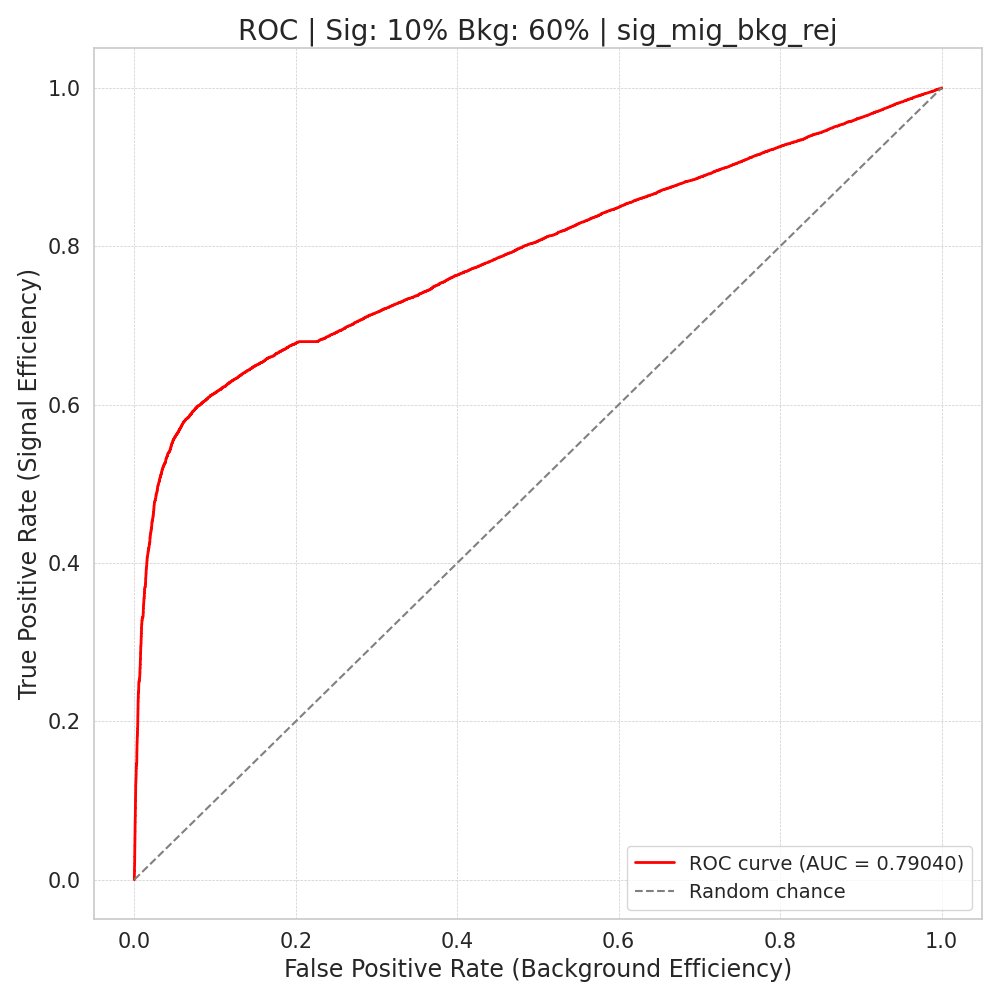 ROC | Sig: 10% Bkg: 60% | sig_mig_bkg_rej
True Positive Rate (Signal Efficiency)
1.0
0.8
0.6
0.4
0.2
0.0
ROC curve (AUC = 0.79040)
Random chance
0.0 0.2 0.4 0.6 0.8 1.0
False Positive Rate (Background Efficiency)